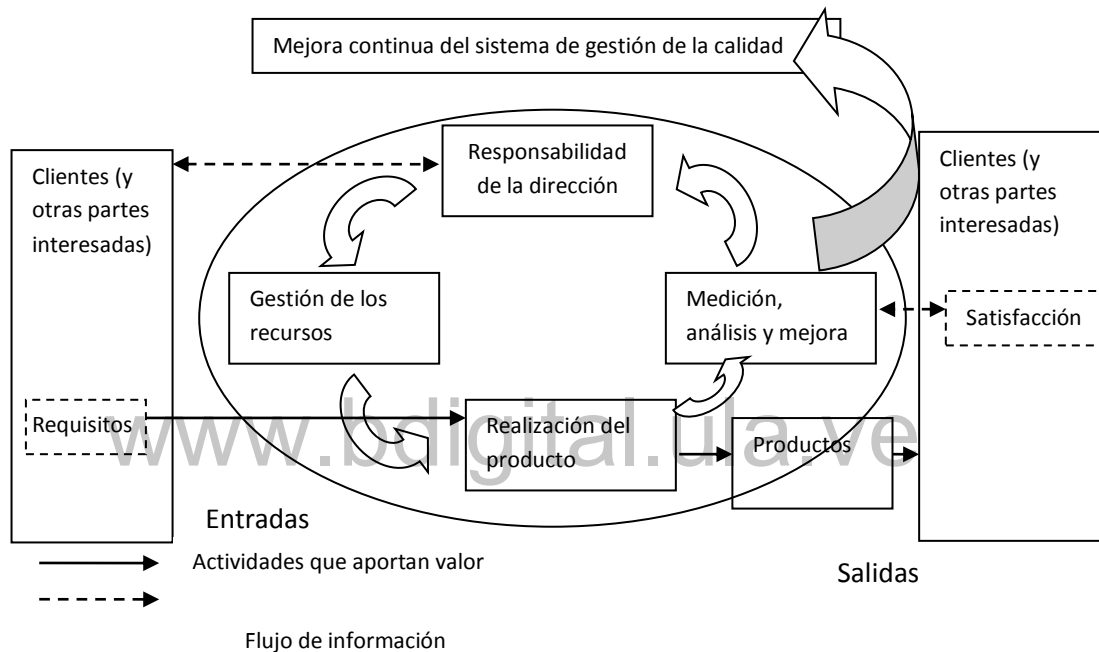 Mejora continua del sistema de gestión de la calidad
Responsabilidad
de la dirección
Clientes (y
otras partes
interesadas)
Clientes (y
otras partes
interesadas)
Gestión de los
recursos
Medición,
análisis y mejora
Satisfacción
Requisitos
Realización del
producto
Productos
www.bdigital.ula.ve
Entradas
Actividades que aportan valor
Salidas
Flujo de información